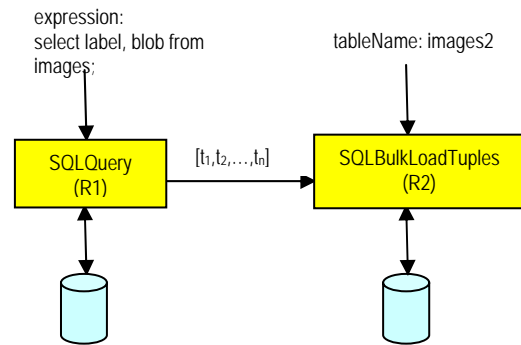 expression:
select label, blob from
images;
tableName: images2
SQLQuery
(R1)
[t1,t2,…,tn]
SQLBulkLoadTuples
(R2)